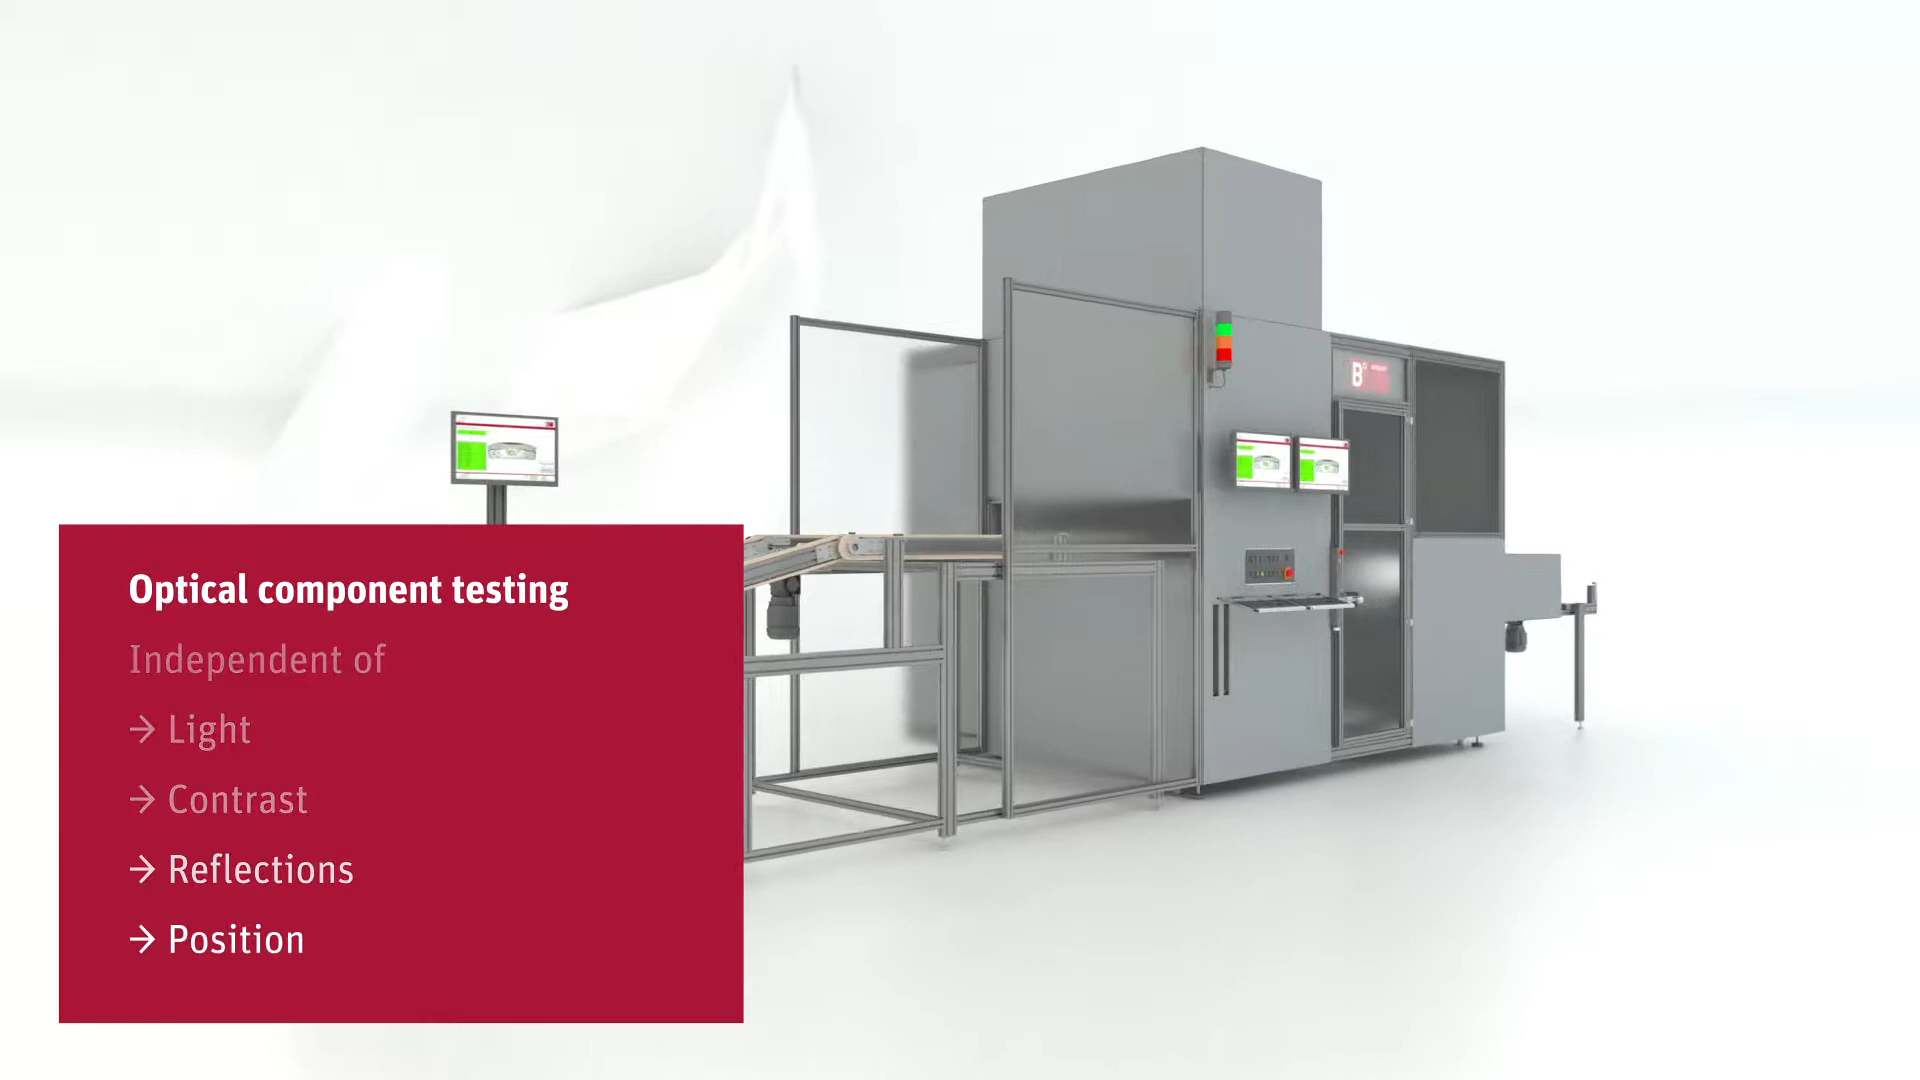 Optical component testing
Independent of
→ Light
→ Contrast
→ Reflections
→ Position
B